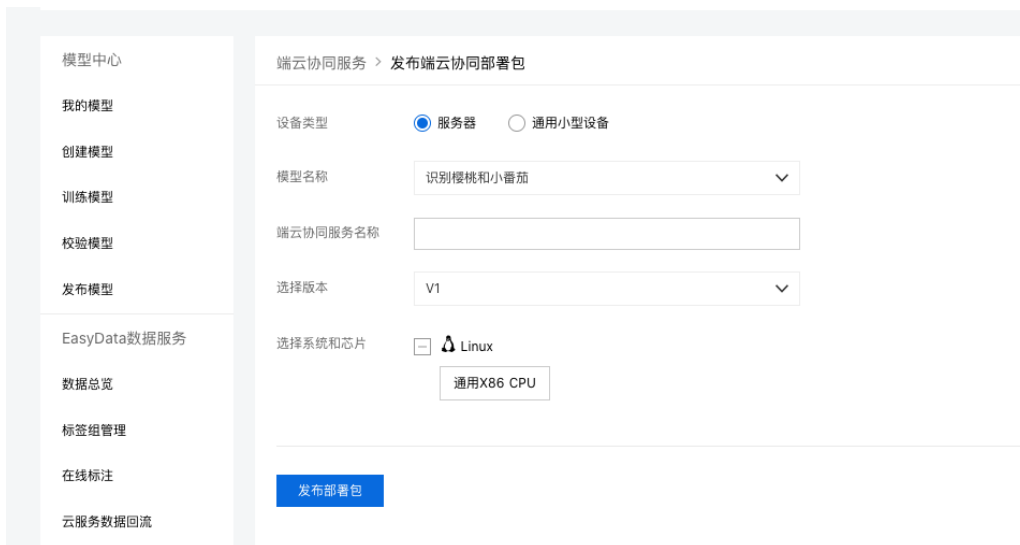 模型中心
我的模型
创建模型
训练模型
校验模型
发布模型
EasyData数据服务
数据总览
标签组管理
在线标注
云服务数据回流
端云协同服务 > 发布端云协同部署包
设备类型 服务器 通用小型设备
模型名称 识别樱桃和小番茄
端云协同服务名称
选择版本 V1
选择系统和芯片 Linux
通用X86 CPU
发布部署包